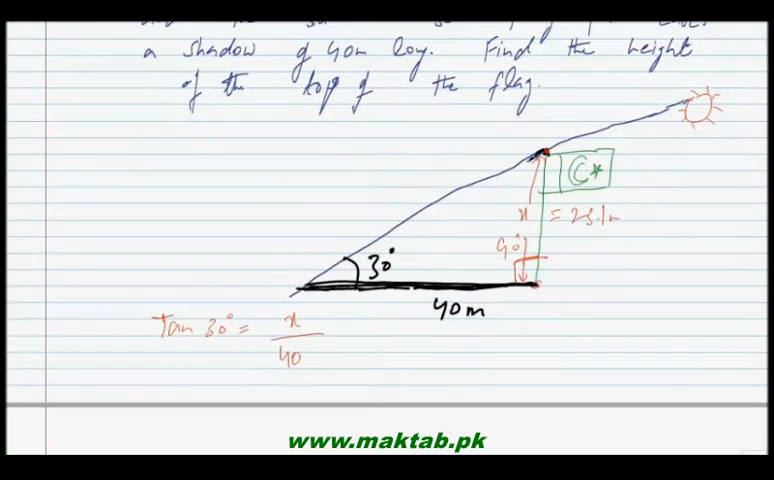 a shadow of 40m long. Find the height
of the top of the flag.
x = 23.1m
90°
30°
40m
Tan 30° = x
40
www.maktab.pk